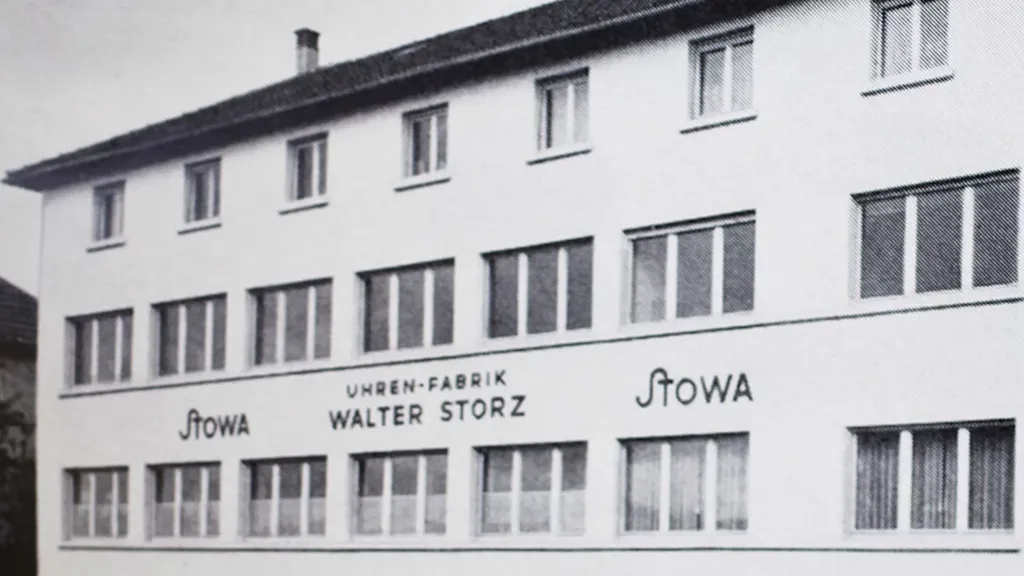 STOWA
UHREN-FABRIK
WALTER STORZ
STOWA